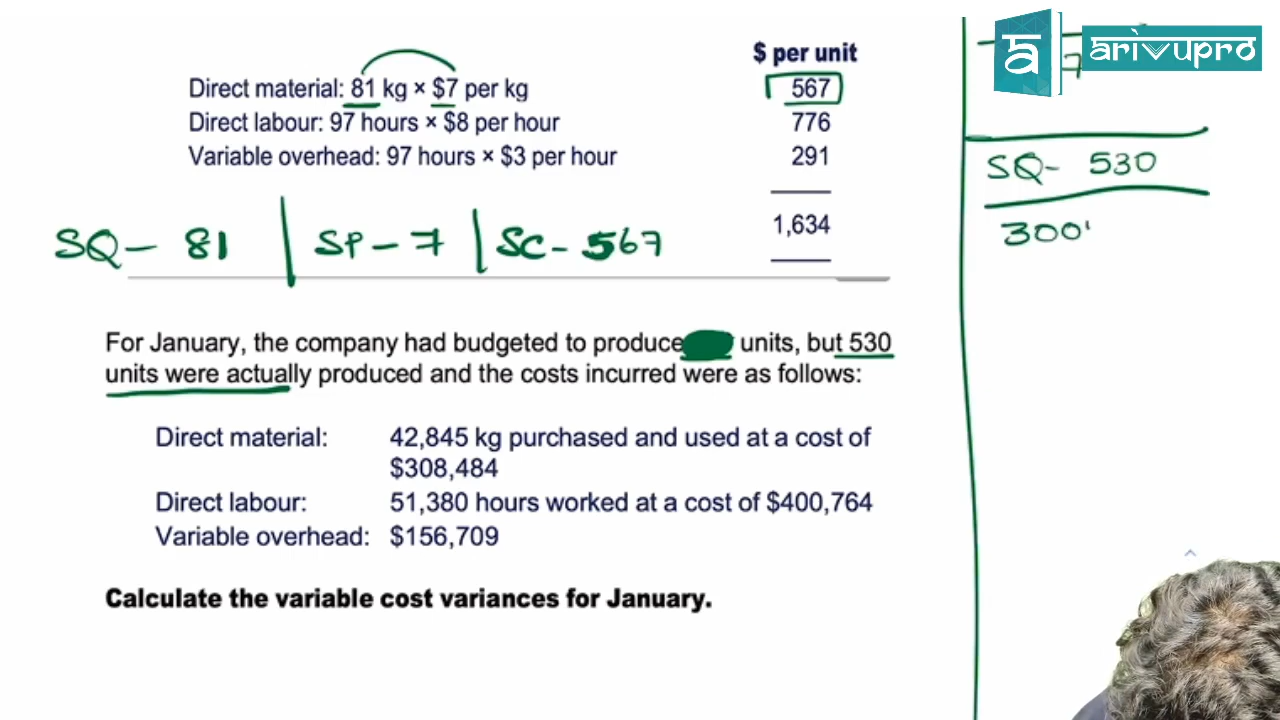 $ per unit
Direct material: 81 kg × $7 per kg 567
Direct labour: 97 hours × $8 per hour 776
Variable overhead: 97 hours × $3 per hour 291
1,634
SQ - 81 | SP - 7 | SC - 567
For January, the company had budgeted to produce units, but 530
units were actually produced and the costs incurred were as follows:
Direct material: 42,845 kg purchased and used at a cost of
$308,484
Direct labour: 51,380 hours worked at a cost of $400,764
Variable overhead: $156,709
Calculate the variable cost variances for January.
arivupro
7
SQ- 530
300